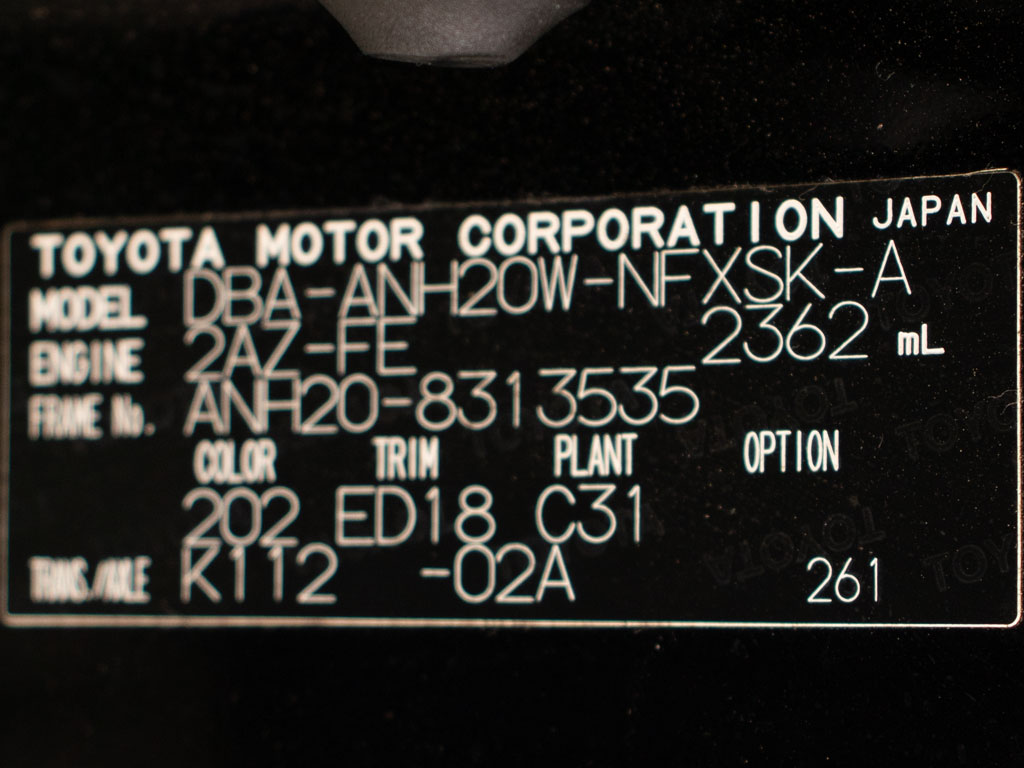 TOYOTA MOTOR CORPORATION JAPAN
MODEL DBA-ANH20W-NFXSK-A
ENGINE 2AZ-FE 2362 mL
FRAME No. ANH20-8313535
COLOR TRIM PLANT OPTION
202 ED18 C31
TRANS./AXLE K112 -02A 261